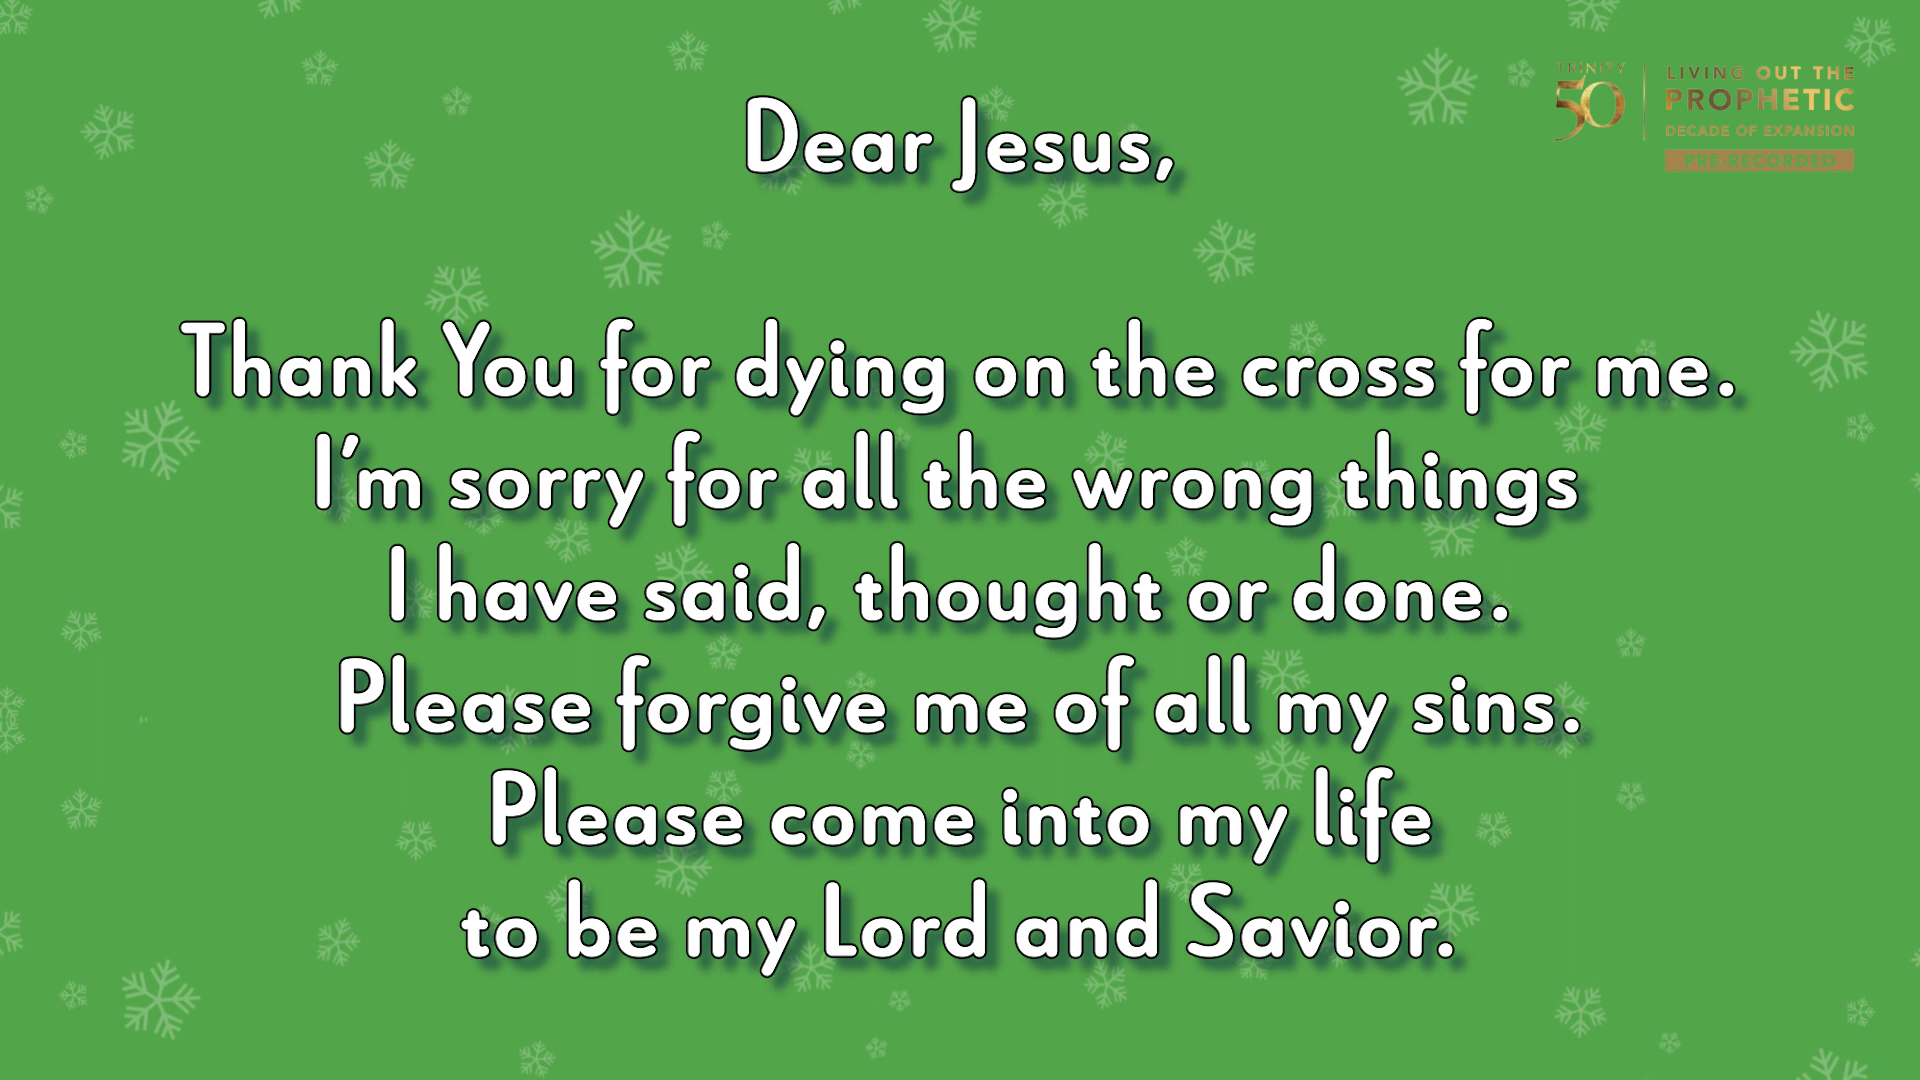 TRINITY
50
LIVING OUT THE
PROPHETIC
DECADE OF EXPANSION
PRE-RECORDED
Dear Jesus,
Thank You for dying on the cross for me.
I'm sorry for all the wrong things
I have said, thought or done.
Please forgive me of all my sins.
Please come into my life
to be my Lord and Savior.